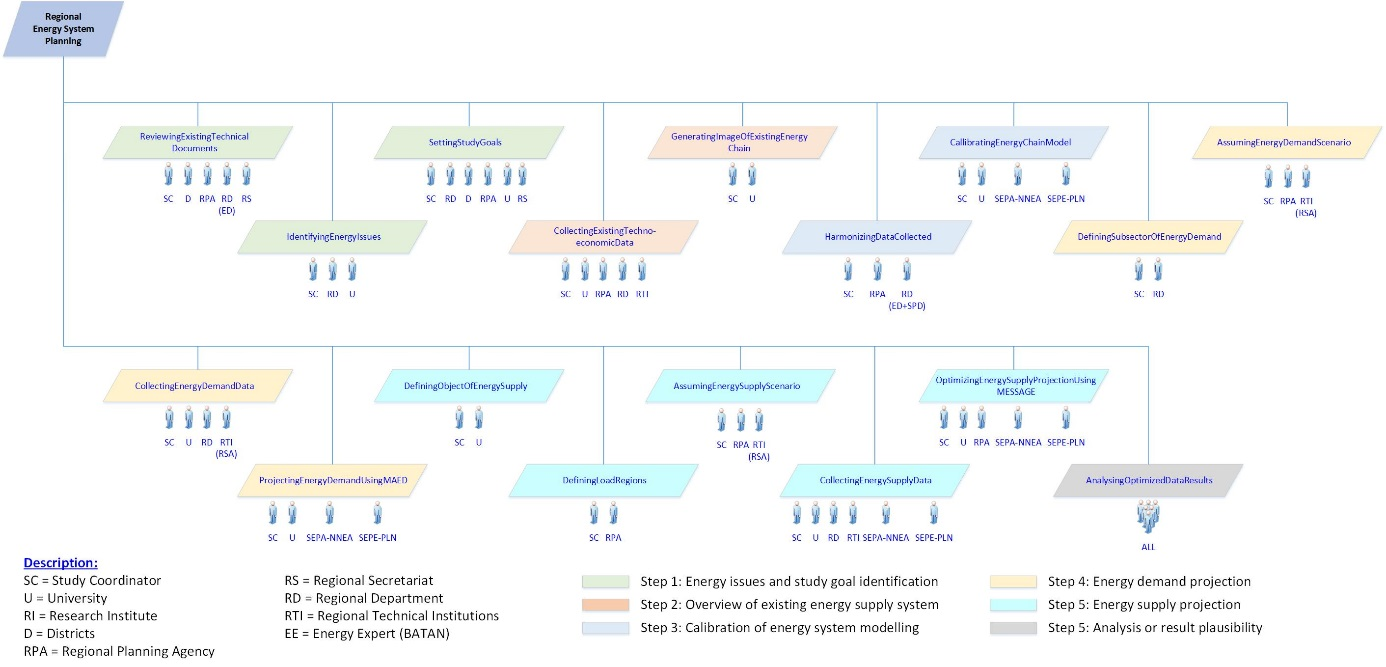 Regional
Energy System
Planning
ReviewingExistingTechnical
Documents
SC D RPA RD RS
(ED)
SettingStudyGoals
SC RD D RPA U RS
GeneratingImageOfExistingEnergy
Chain
SC U
CallibratingEnergyChainModel
SC U SEPA-NNEA SEPE-PLN
AssumingEnergyDemandScenario
SC RPA RTI
(RSA)
IdentifyingEnergyIssues
SC RD U
CollectingExistingTechno-
economicData
SC U RPA RD RTI
HarmonizingDataCollected
SC RPA RD
(ED+SPD)
DefiningSubsectorOfEnergyDemand
SC RD
CollectingEnergyDemandData
SC U RD RTI
(RSA)
DefiningObjectOfEnergySupply
SC U
AssumingEnergySupplyScenario
SC RPA RTI
(RSA)
OptimizingEnergySupplyProjectionUsing
MESSAGE
SC U RPA SEPA-NNEA SEPE-PLN
ProjectingEnergyDemandUsingMAED
SC U SEPA-NNEA SEPE-PLN
DefiningLoadRegions
SC RPA
CollectingEnergySupplyData
SC U RD RTI SEPA-NNEA SEPE-PLN
AnalysingOptimizedDataResults
ALL
Description:
SC = Study Coordinator
U = University
RI = Research Institute
D = Districts
RPA = Regional Planning Agency
RS = Regional Secretariat
RD = Regional Department
RTI = Regional Technical Institutions
EE = Energy Expert (BATAN)
Step 1: Energy issues and study goal identification
Step 2: Overview of existing energy supply system
Step 3: Calibration of energy system modelling
Step 4: Energy demand projection
Step 5: Energy supply projection
Step 5: Analysis or result plausibility